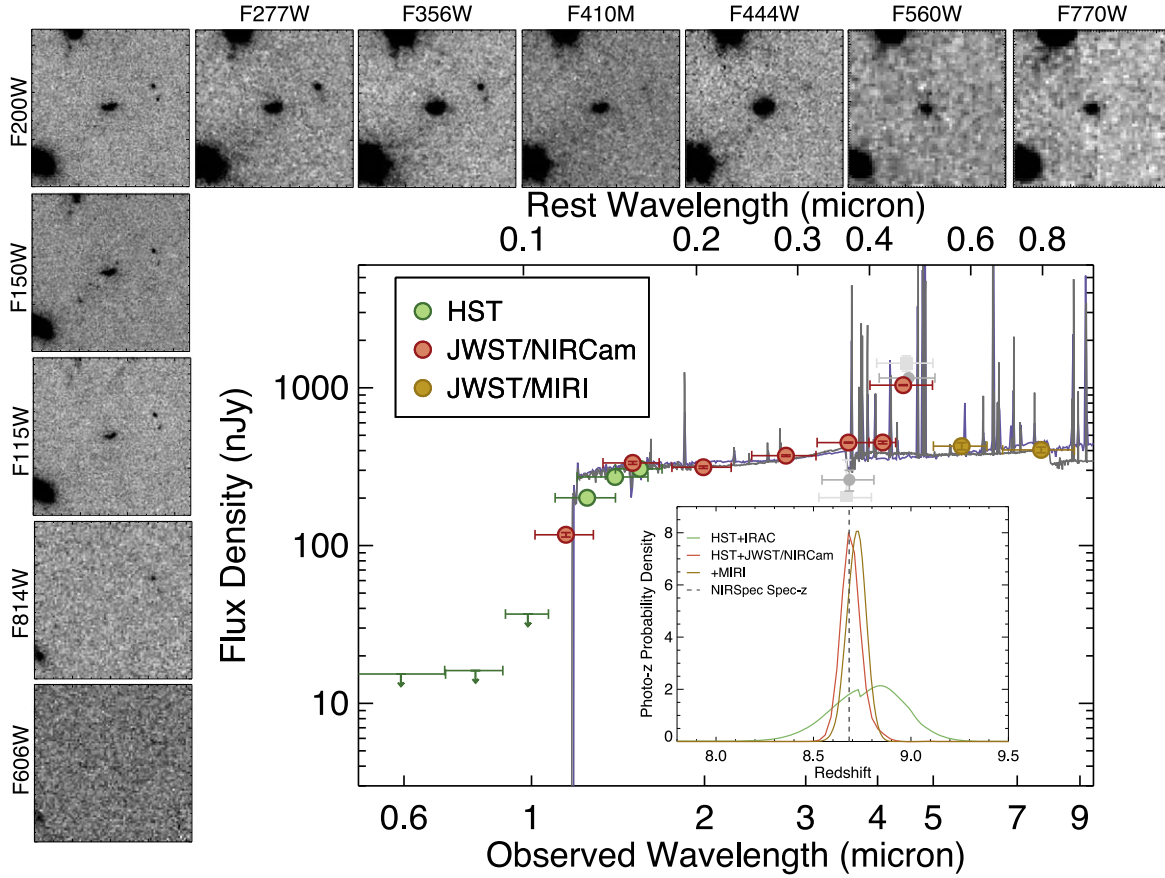 F277W
F356W
F410M
F444W
F560W
F770W
F200W
F150W
F115W
F814W
F606W
Rest Wavelength (micron)
0.1 0.2 0.3 0.4 0.6 0.8
HST
JWST/NIRCam
JWST/MIRI
Flux Density (nJy)
1000
100
10
Photo-z Probability Density
8
6
4
2
0
HST+IRAC
HST+JWST/NIRCam
+MIRI
NIRSpec Spec-z
8.0 8.5 9.0 9.5
Redshift
0.6 1 2 3 4 5 7 9
Observed Wavelength (micron)